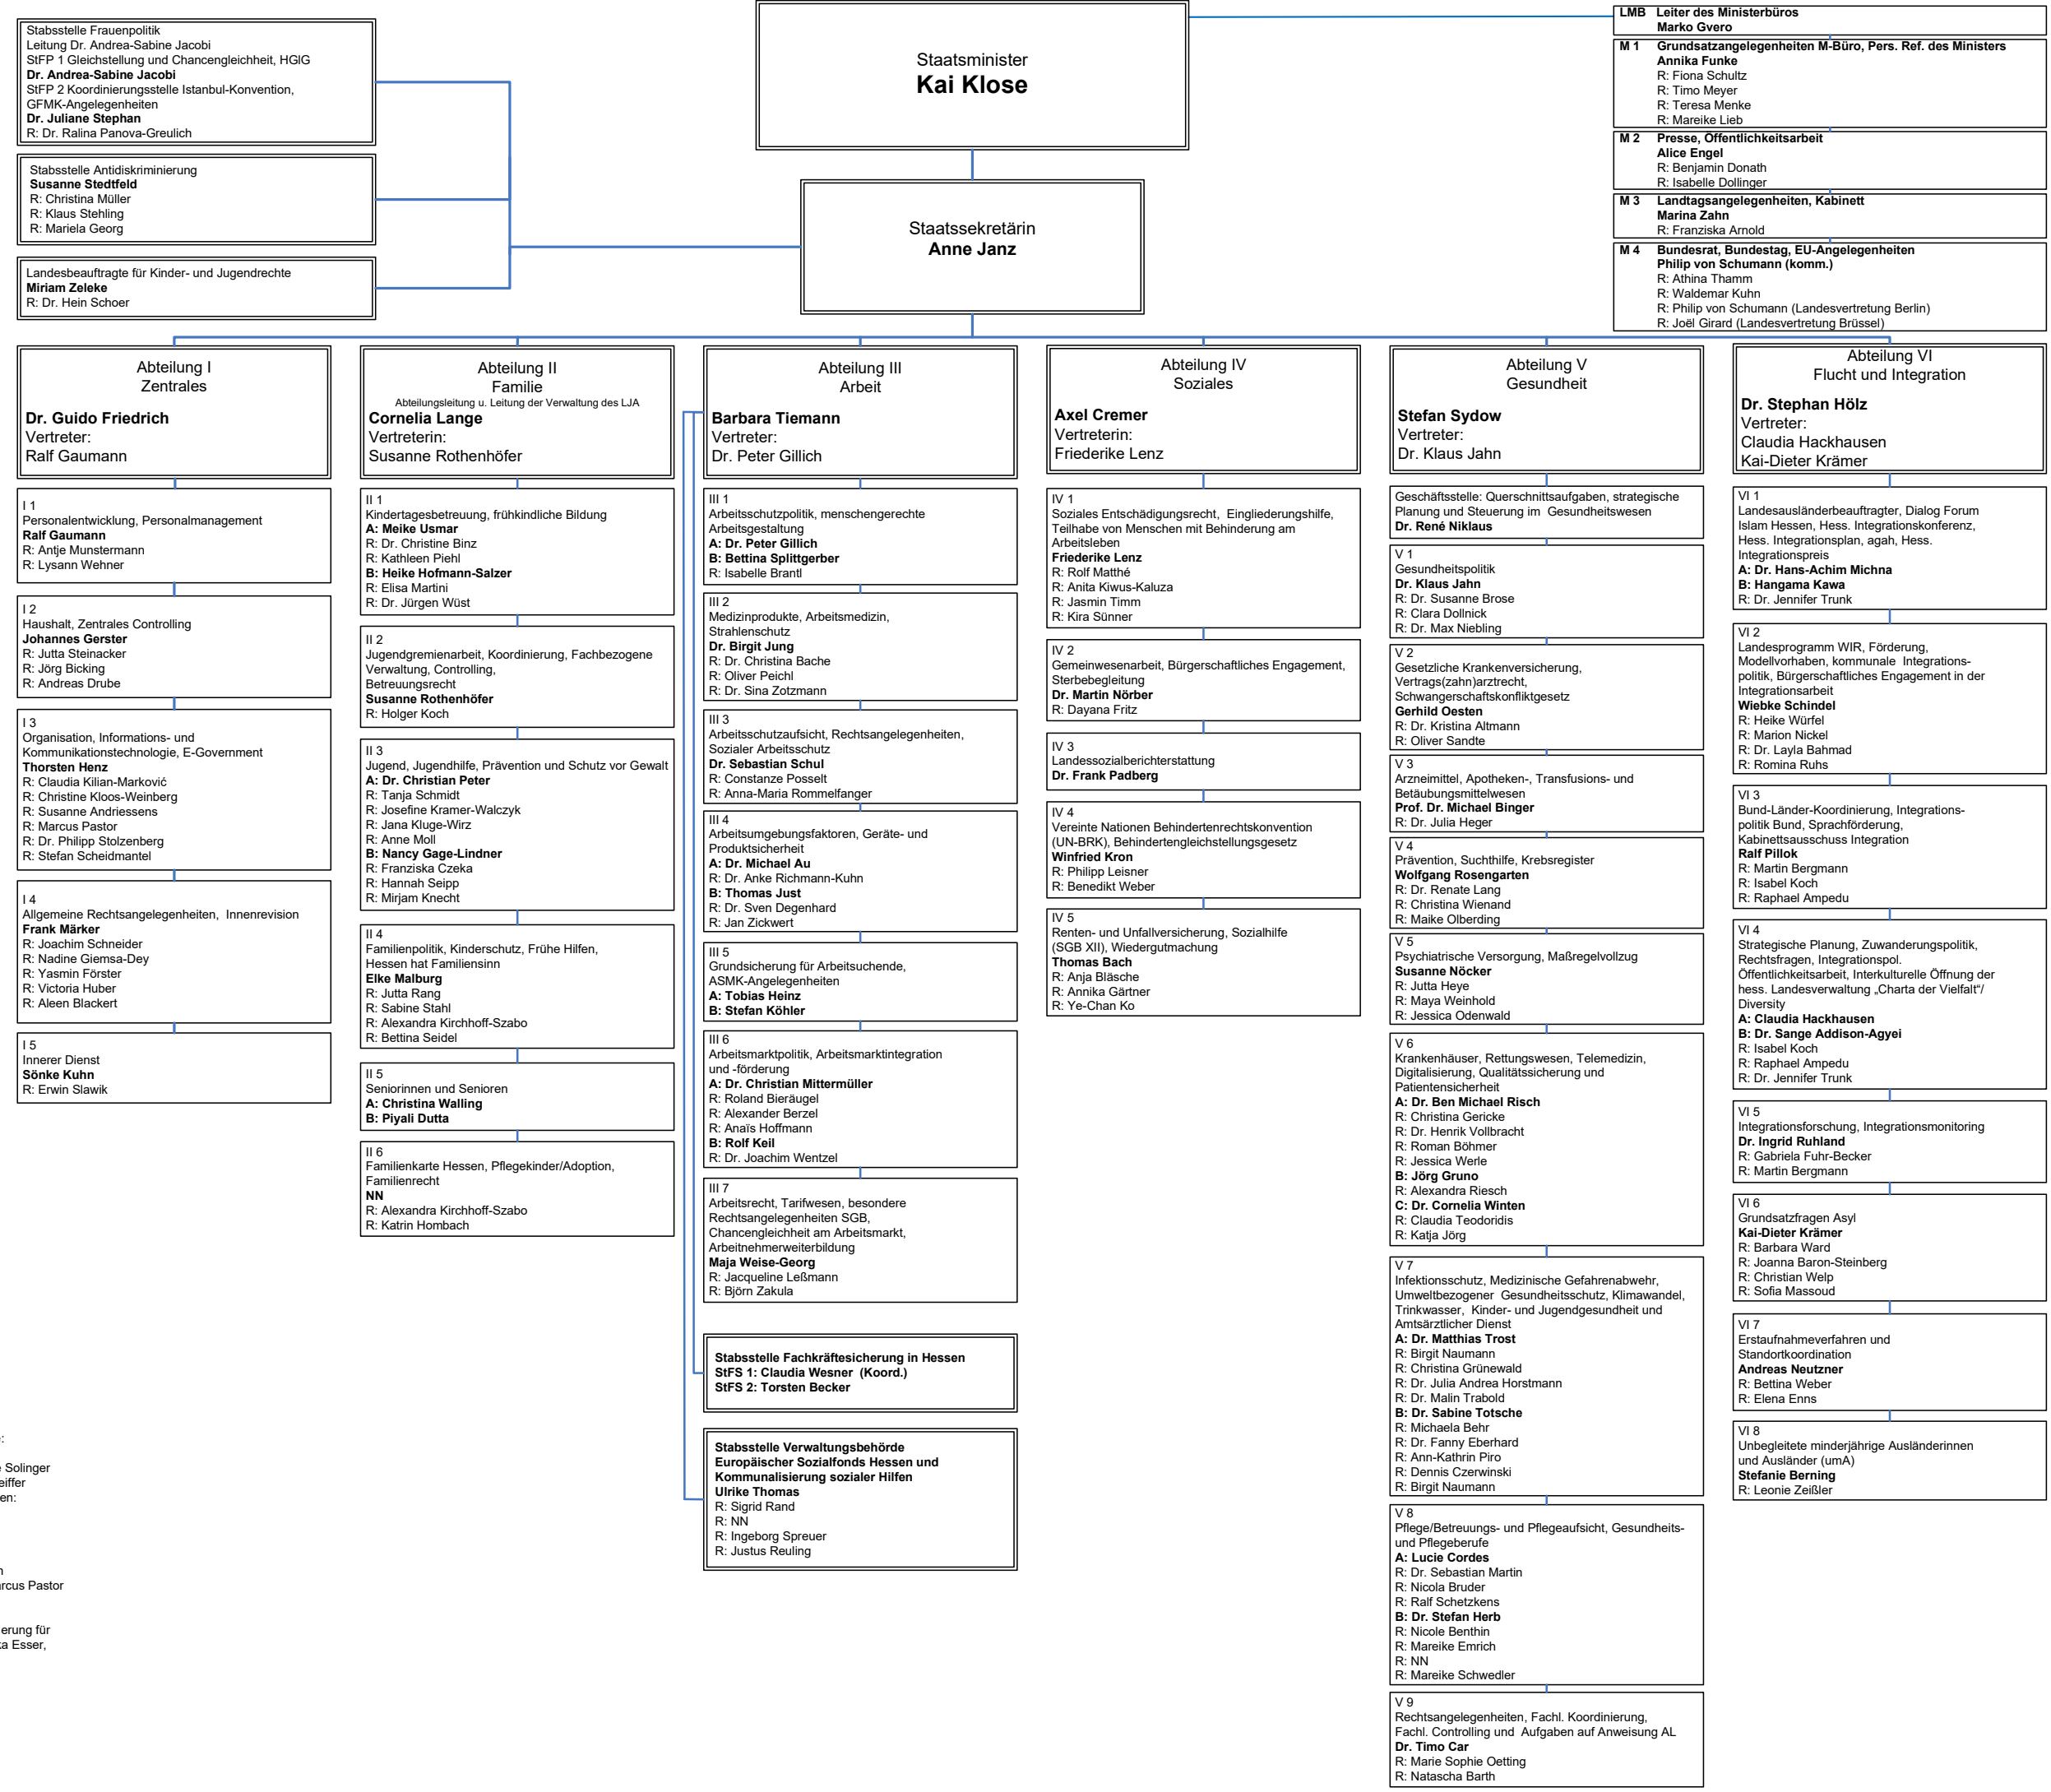 Stabsstelle Frauenpolitik
Leitung Dr. Andrea-Sabine Jacobi
StFP 1 Gleichstellung und Chancengleichheit, HGlG
Dr. Andrea-Sabine Jacobi
StFP 2 Koordinierungsstelle Istanbul-Konvention,
GFMK-Angelegenheiten
Dr. Juliane Stephan
R: Dr. Ralina Panova-Greulich
Stabsstelle Antidiskriminierung
Susanne Stedtfeld
R: Christina Müller
R: Klaus Stehling
R: Mariela Georg
Landesbeauftragte für Kinder- und Jugendrechte
Miriam Zeleke
R: Dr. Hein Schoer
Staatsminister
Kai Klose
Staatssekretärin
Anne Janz
LMB Leiter des Ministerbüros
Marko Gvero
M 1 Grundsatzangelegenheiten M-Büro, Pers. Ref. des Ministers
Annika Funke
R: Fiona Schultz
R: Timo Meyer
R: Teresa Menke
R: Mareike Lieb
M 2 Presse, Öffentlichkeitsarbeit
Alice Engel
R: Benjamin Donath
R: Isabelle Dollinger
M 3 Landtagsangelegenheiten, Kabinett
Marina Zahn
R: Franziska Arnold
M 4 Bundesrat, Bundestag, EU-Angelegenheiten
Philip von Schumann (komm.)
R: Athina Thamm
R: Waldemar Kuhn
R: Philip von Schumann (Landesvertretung Berlin)
R: Joël Girard (Landesvertretung Brüssel)
Abteilung I
Zentrales
Dr. Guido Friedrich
Vertreter:
Ralf Gaumann
I 1
Personalentwicklung, Personalmanagement
Ralf Gaumann
R: Antje Munstermann
R: Lysann Wehner
I 2
Haushalt, Zentrales Controlling
Johannes Gerster
R: Jutta Steinacker
R: Jörg Bicking
R: Andreas Drube
I 3
Organisation, Informations- und
Kommunikationstechnologie, E-Government
Thorsten Henz
R: Claudia Kilian-Marković
R: Christine Kloos-Weinberg
R: Susanne Andriessens
R: Marcus Pastor
R: Dr. Philipp Stolzenberg
R: Stefan Scheidmantel
I 4
Allgemeine Rechtsangelegenheiten, Innenrevision
Frank Märker
R: Joachim Schneider
R: Nadine Giemsa-Dey
R: Yasmin Förster
R: Victoria Huber
R: Aleen Blackert
I 5
Innerer Dienst
Sönke Kuhn
R: Erwin Slawik
:
e Solinger
eiffer
en:
n
arcus Pastor
erung für
ka Esser,
Abteilung II
Familie
Abteilungsleitung u. Leitung der Verwaltung des LJA
Cornelia Lange
Vertreterin:
Susanne Rothenhöfer
II 1
Kindertagesbetreuung, frühkindliche Bildung
A: Meike Usmar
R: Dr. Christine Binz
R: Kathleen Piehl
B: Heike Hofmann-Salzer
R: Elisa Martini
R: Dr. Jürgen Wüst
II 2
Jugendgremienarbeit, Koordinierung, Fachbezogene
Verwaltung, Controlling,
Betreuungsrecht
Susanne Rothenhöfer
R: Holger Koch
II 3
Jugend, Jugendhilfe, Prävention und Schutz vor Gewalt
A: Dr. Christian Peter
R: Tanja Schmidt
R: Josefine Kramer-Walczyk
R: Jana Kluge-Wirz
R: Anne Moll
B: Nancy Gage-Lindner
R: Franziska Czeka
R: Hannah Seipp
R: Mirjam Knecht
II 4
Familienpolitik, Kinderschutz, Frühe Hilfen,
Hessen hat Familiensinn
Elke Malburg
R: Jutta Rang
R: Sabine Stahl
R: Alexandra Kirchhoff-Szabo
R: Bettina Seidel
II 5
Seniorinnen und Senioren
A: Christina Walling
B: Piyali Dutta
II 6
Familienkarte Hessen, Pflegekinder/Adoption,
Familienrecht
NN
R: Alexandra Kirchhoff-Szabo
R: Katrin Hombach
Abteilung III
Arbeit
Barbara Tiemann
Vertreter:
Dr. Peter Gillich
III 1
Arbeitsschutzpolitik, menschengerechte
Arbeitsgestaltung
A: Dr. Peter Gillich
B: Bettina Splittgerber
R: Isabelle Brantl
III 2
Medizinprodukte, Arbeitsmedizin,
Strahlenschutz
Dr. Birgit Jung
R: Dr. Christina Bache
R: Oliver Peichl
R: Dr. Sina Zotzmann
III 3
Arbeitsschutzaufsicht, Rechtsangelegenheiten,
Sozialer Arbeitsschutz
Dr. Sebastian Schul
R: Constanze Posselt
R: Anna-Maria Rommelfanger
III 4
Arbeitsumgebungsfaktoren, Geräte- und
Produktsicherheit
A: Dr. Michael Au
R: Dr. Anke Richmann-Kuhn
B: Thomas Just
R: Dr. Sven Degenhard
R: Jan Zickwert
III 5
Grundsicherung für Arbeitsuchende,
ASMK-Angelegenheiten
A: Tobias Heinz
B: Stefan Köhler
III 6
Arbeitsmarktpolitik, Arbeitsmarktintegration
und -förderung
A: Dr. Christian Mittermüller
R: Roland Bieräugel
R: Alexander Berzel
R: Anaïs Hoffmann
B: Rolf Keil
R: Dr. Joachim Wentzel
III 7
Arbeitsrecht, Tarifwesen, besondere
Rechtsangelegenheiten SGB,
Chancengleichheit am Arbeitsmarkt,
Arbeitnehmerweiterbildung
Maja Weise-Georg
R: Jacqueline Leßmann
R: Björn Zakula
Stabsstelle Fachkräftesicherung in Hessen
StFS 1: Claudia Wesner (Koord.)
StFS 2: Torsten Becker
Stabsstelle Verwaltungsbehörde
Europäischer Sozialfonds Hessen und
Kommunalisierung sozialer Hilfen
Ulrike Thomas
R: Sigrid Rand
R: NN
R: Ingeborg Spreuer
R: Justus Reuling
Abteilung IV
Soziales
Axel Cremer
Vertreterin:
Friederike Lenz
IV 1
Soziales Entschädigungsrecht, Eingliederungshilfe,
Teilhabe von Menschen mit Behinderung am
Arbeitsleben
Friederike Lenz
R: Rolf Matthé
R: Anita Kiwus-Kaluza
R: Jasmin Timm
R: Kira Sünner
IV 2
Gemeinwesenarbeit, Bürgerschaftliches Engagement,
Sterbebegleitung
Dr. Martin Nörber
R: Dayana Fritz
IV 3
Landessozialberichterstattung
Dr. Frank Padberg
IV 4
Vereinte Nationen Behindertenrechtskonvention
(UN-BRK), Behindertengleichstellungsgesetz
Winfried Kron
R: Philipp Leisner
R: Benedikt Weber
IV 5
Renten- und Unfallversicherung, Sozialhilfe
(SGB XII), Wiedergutmachung
Thomas Bach
R: Anja Bläsche
R: Annika Gärtner
R: Ye-Chan Ko
Abteilung V
Gesundheit
Stefan Sydow
Vertreter:
Dr. Klaus Jahn
Geschäftsstelle: Querschnittsaufgaben, strategische
Planung und Steuerung im Gesundheitswesen
Dr. René Niklaus
V 1
Gesundheitspolitik
Dr. Klaus Jahn
R: Dr. Susanne Brose
R: Clara Dollnick
R: Dr. Max Niebling
V 2
Gesetzliche Krankenversicherung,
Vertrags(zahn)arztrecht,
Schwangerschaftskonfliktgesetz
Gerhild Oesten
R: Dr. Kristina Altmann
R: Oliver Sandte
V 3
Arzneimittel, Apotheken-, Transfusions- und
Betäubungsmittelwesen
Prof. Dr. Michael Binger
R: Dr. Julia Heger
V 4
Prävention, Suchthilfe, Krebsregister
Wolfgang Rosengarten
R: Dr. Renate Lang
R: Christina Wienand
R: Maike Olberding
V 5
Psychiatrische Versorgung, Maßregelvollzug
Susanne Nöcker
R: Jutta Heye
R: Maya Weinhold
R: Jessica Odenwald
V 6
Krankenhäuser, Rettungswesen, Telemedizin,
Digitalisierung, Qualitätssicherung und
Patientensicherheit
A: Dr. Ben Michael Risch
R: Christina Gericke
R: Dr. Henrik Vollbracht
R: Roman Böhmer
R: Jessica Werle
B: Jörg Gruno
R: Alexandra Riesch
C: Dr. Cornelia Winten
R: Claudia Teodoridis
R: Katja Jörg
V 7
Infektionsschutz, Medizinische Gefahrenabwehr,
Umweltbezogener Gesundheitsschutz, Klimawandel,
Trinkwasser, Kinder- und Jugendgesundheit und
Amtsärztlicher Dienst
A: Dr. Matthias Trost
R: Birgit Naumann
R: Christina Grünewald
R: Dr. Julia Andrea Horstmann
R: Dr. Malin Trabold
B: Dr. Sabine Totsche
R: Michaela Behr
R: Dr. Fanny Eberhard
R: Ann-Kathrin Piro
R: Dennis Czerwinski
R: Birgit Naumann
V 8
Pflege/Betreuungs- und Pflegeaufsicht, Gesundheits-
und Pflegeberufe
A: Lucie Cordes
R: Dr. Sebastian Martin
R: Nicola Bruder
R: Ralf Schetzkens
B: Dr. Stefan Herb
R: Nicole Benthin
R: Mareike Emrich
R: NN
R: Mareike Schwedler
V 9
Rechtsangelegenheiten, Fachl. Koordinierung,
Fachl. Controlling und Aufgaben auf Anweisung AL
Dr. Timo Car
R: Marie Sophie Oetting
R: Natascha Barth
Abteilung VI
Flucht und Integration
Dr. Stephan Hölz
Vertreter:
Claudia Hackhausen
Kai-Dieter Krämer
VI 1
Landesausländerbeauftragter, Dialog Forum
Islam Hessen, Hess. Integrationskonferenz,
Hess. Integrationsplan, agah, Hess.
Integrationspreis
A: Dr. Hans-Achim Michna
B: Hangama Kawa
R: Dr. Jennifer Trunk
VI 2
Landesprogramm WIR, Förderung,
Modellvorhaben, kommunale Integrations-
politik, Bürgerschaftliches Engagement in der
Integrationsarbeit
Wiebke Schindel
R: Heike Würfel
R: Marion Nickel
R: Dr. Layla Bahmad
R: Romina Ruhs
VI 3
Bund-Länder-Koordinierung, Integrations-
politik Bund, Sprachförderung,
Kabinettsausschuss Integration
Ralf Pillok
R: Martin Bergmann
R: Isabel Koch
R: Raphael Ampedu
VI 4
Strategische Planung, Zuwanderungspolitik,
Rechtsfragen, Integrationspol.
Öffentlichkeitsarbeit, Interkulturelle Öffnung der
hess. Landesverwaltung „Charta der Vielfalt“/
Diversity
A: Claudia Hackhausen
B: Dr. Sange Addison-Agyei
R: Isabel Koch
R: Raphael Ampedu
R: Dr. Jennifer Trunk
VI 5
Integrationsforschung, Integrationsmonitoring
Dr. Ingrid Ruhland
R: Gabriela Fuhr-Becker
R: Martin Bergmann
VI 6
Grundsatzfragen Asyl
Kai-Dieter Krämer
R: Barbara Ward
R: Joanna Baron-Steinberg
R: Christian Welp
R: Sofia Massoud
VI 7
Erstaufnahmeverfahren und
Standortkoordination
Andreas Neutzner
R: Bettina Weber
R: Elena Enns
VI 8
Unbegleitete minderjährige Ausländerinnen
und Ausländer (umA)
Stefanie Berning
R: Leonie Zeißler